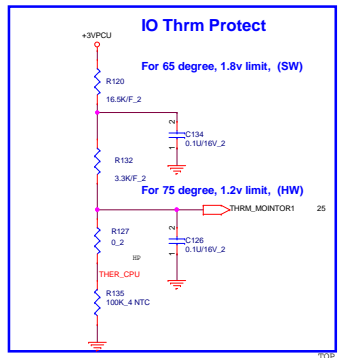 IO Thrm Protect
+3VPCU
For 65 degree, 1.8v limit, (SW)
R120
16.5K/F_2
2
C134
0.1U/16V_2
1
R132
3.3K/F_2
For 75 degree, 1.2v limit, (HW)
THRM_MOINTOR1 25
R127
0_2
2
C126
0.1U/16V_2
1
THER_CPU
R135
100K_4 NTC
TOP